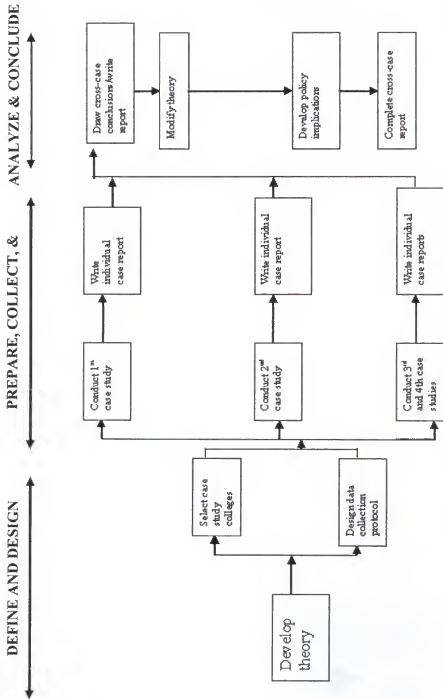 DEFINE AND DESIGN
PREPARE, COLLECT, &
ANALYZE & CONCLUDE
Develop
theory
Select case
study
colleges
Design data
collection
protocol
Conduct 1st
case study
Conduct 2nd
case study
Conduct 3rd
and 4th case
studies
Write
individual
case report
Write individual
case report
Write individual
case reports
Draw cross-case
conclusions/write
report
Modify theory
Develop policy
implications
Complete cross-case
report